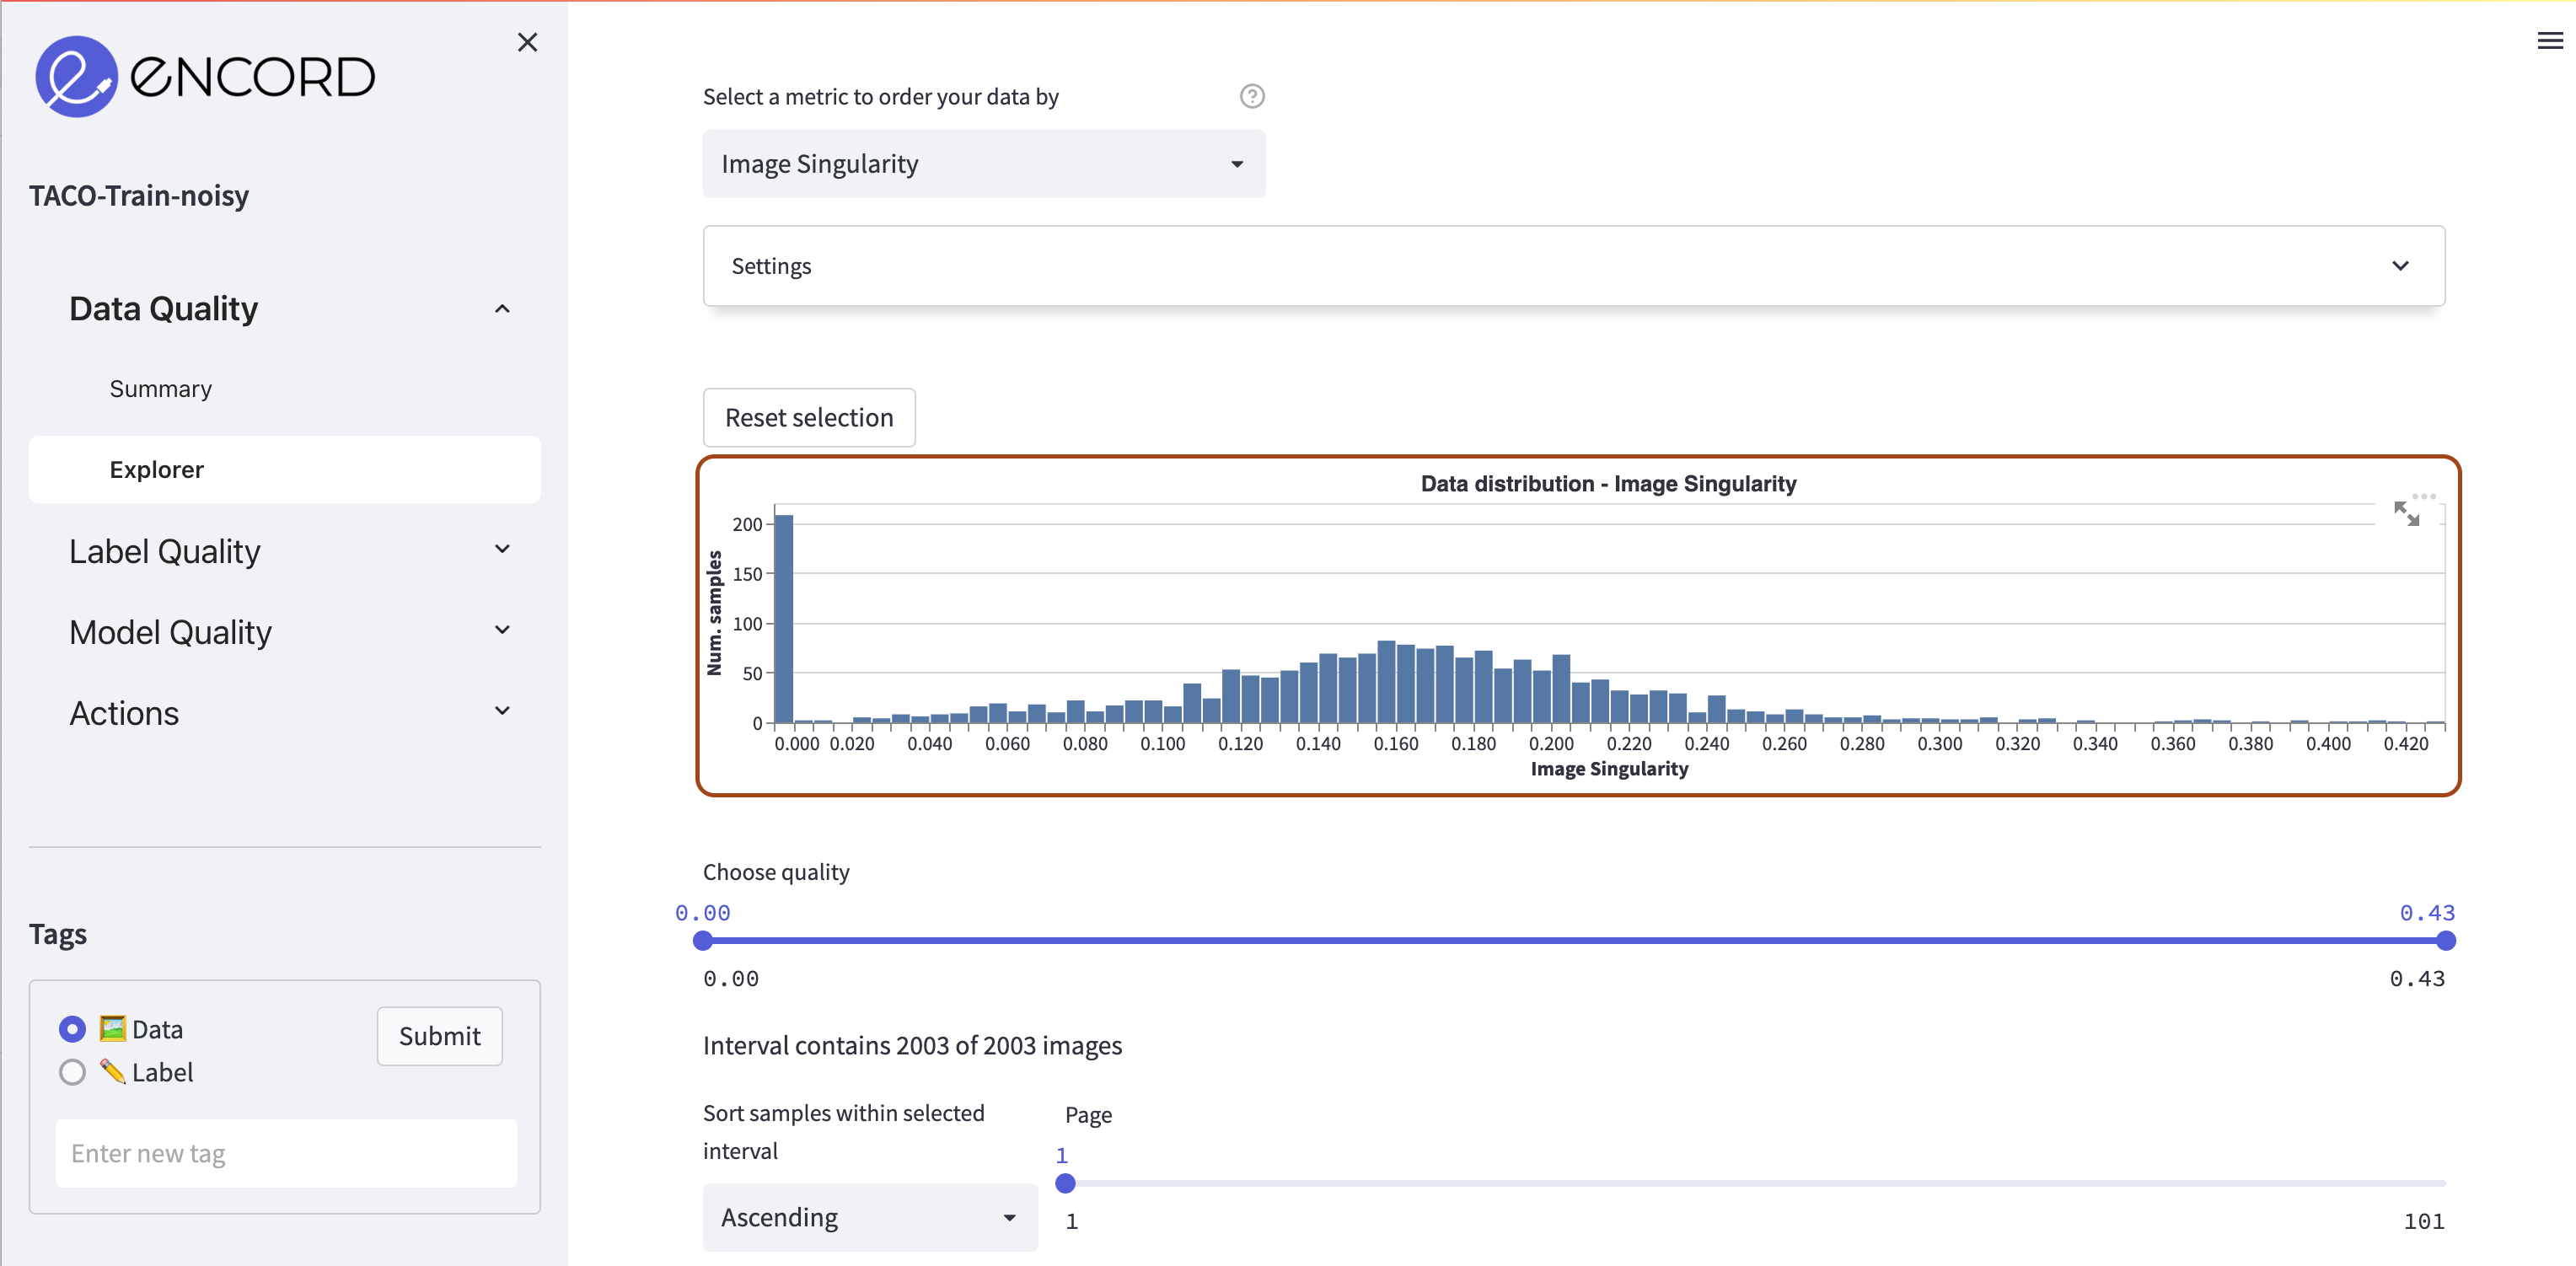 encord
TACO-Train-noisy
Data Quality
Summary
Explorer
Label Quality
Model Quality
Actions
Tags
Data
Submit
Label
Enter new tag
Select a metric to order your data by
?
Image Singularity
Settings
Reset selection
Data distribution - Image Singularity
Num. samples
200
150
100
50
0
0.000 0.020 0.040 0.060 0.080 0.100 0.120 0.140 0.160 0.180 0.200 0.220 0.240 0.260 0.280 0.300 0.320 0.340 0.360 0.380 0.400 0.420
Image Singularity
Choose quality
0.00 0.43
0.00 0.43
Interval contains 2003 of 2003 images
Sort samples within selected
interval
Ascending
Page
1
1 101